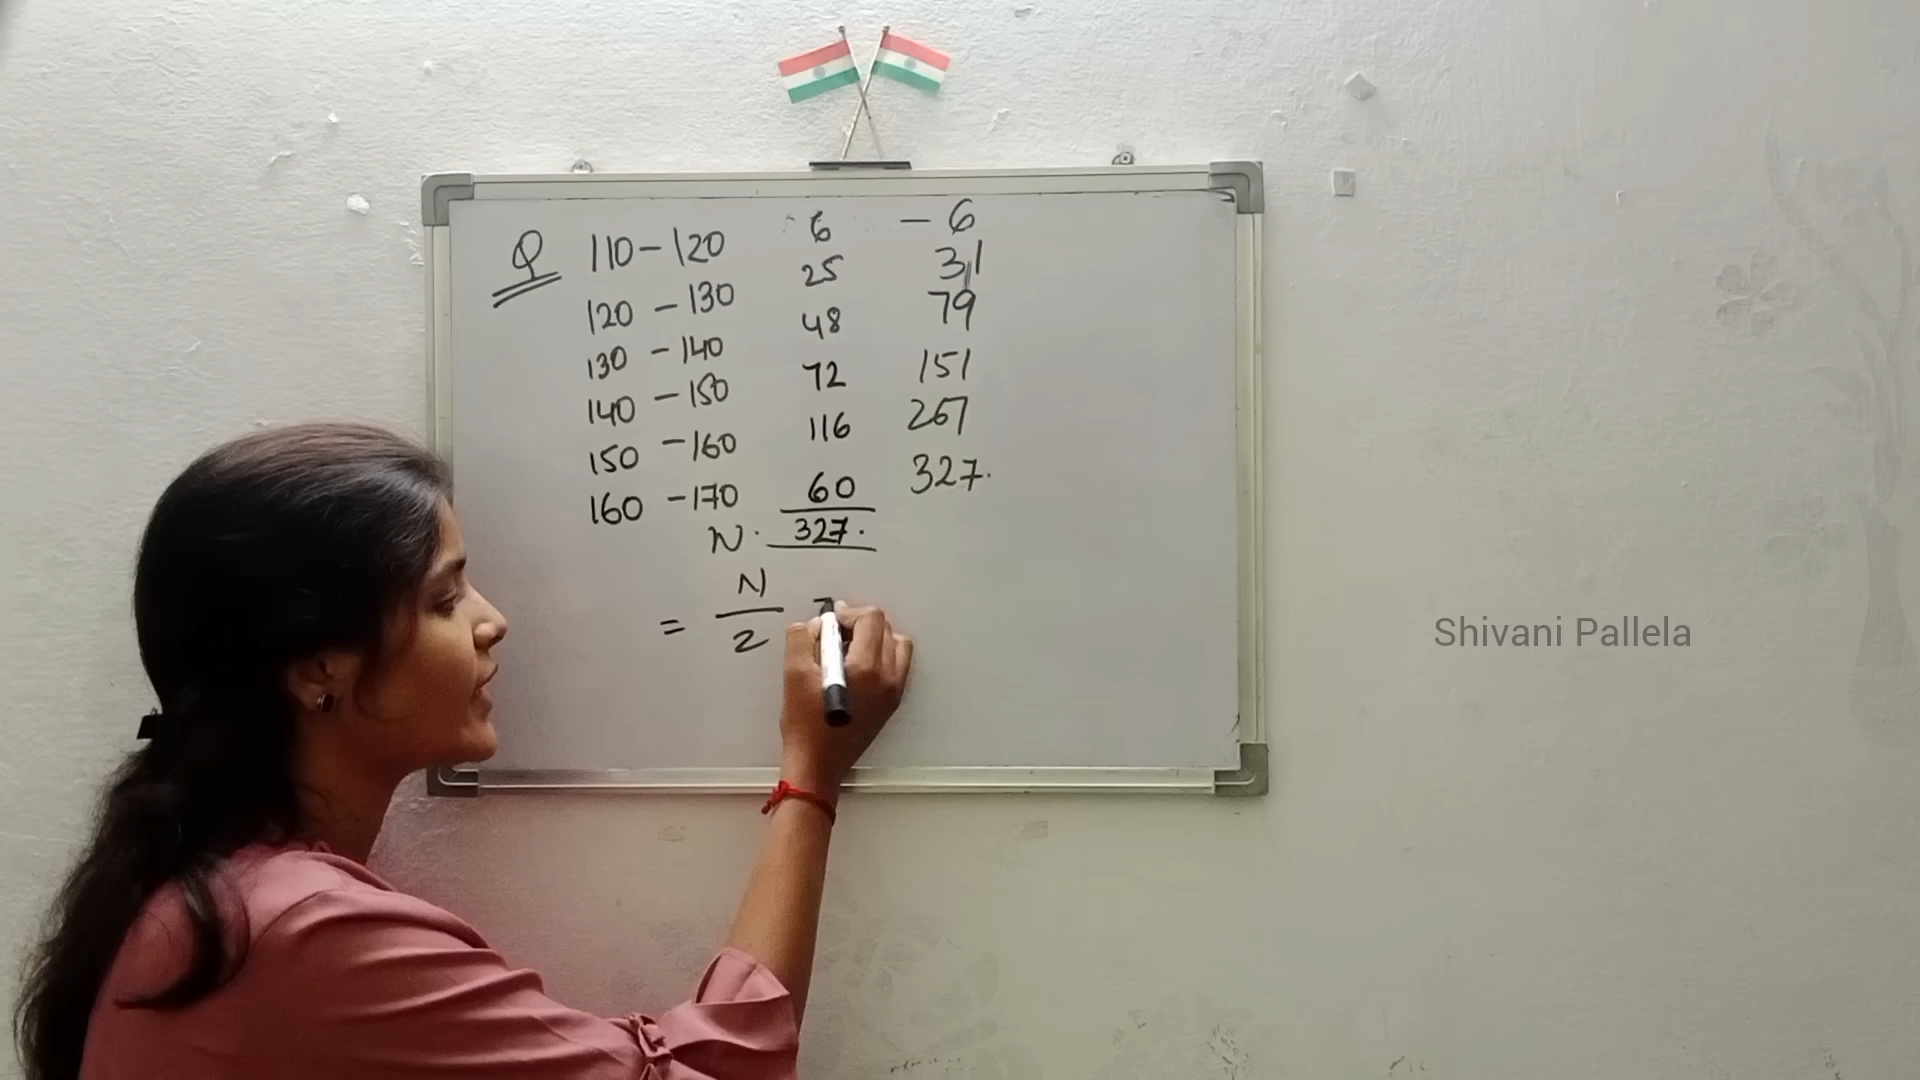 Q 110-120 6 - 6
120-130 25 31
130-140 48 79
140-150 72 151
150-160 116 267
160-170 60 327.
N. 327.
= N/2
Shivani Pallela